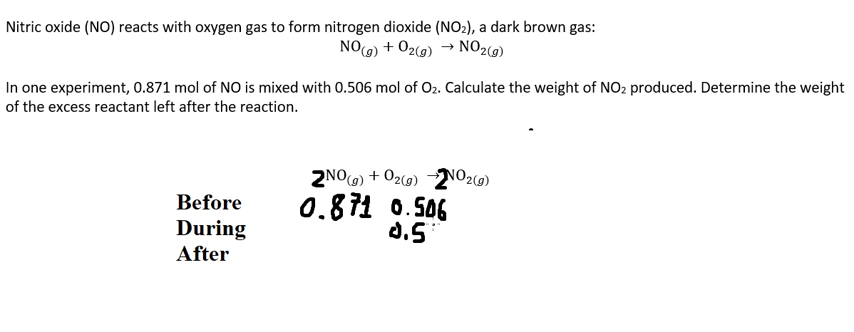 Nitric oxide (NO) reacts with oxygen gas to form nitrogen dioxide (NO₂), a dark brown gas:
NO(g) + O₂(g) → NO₂(g)
In one experiment, 0.871 mol of NO is mixed with 0.506 mol of O₂. Calculate the weight of NO₂ produced. Determine the weight
of the excess reactant left after the reaction.
2NO(g) + O₂(g) → 2NO₂(g)
Before 0.871 0.506
During 0.5
After